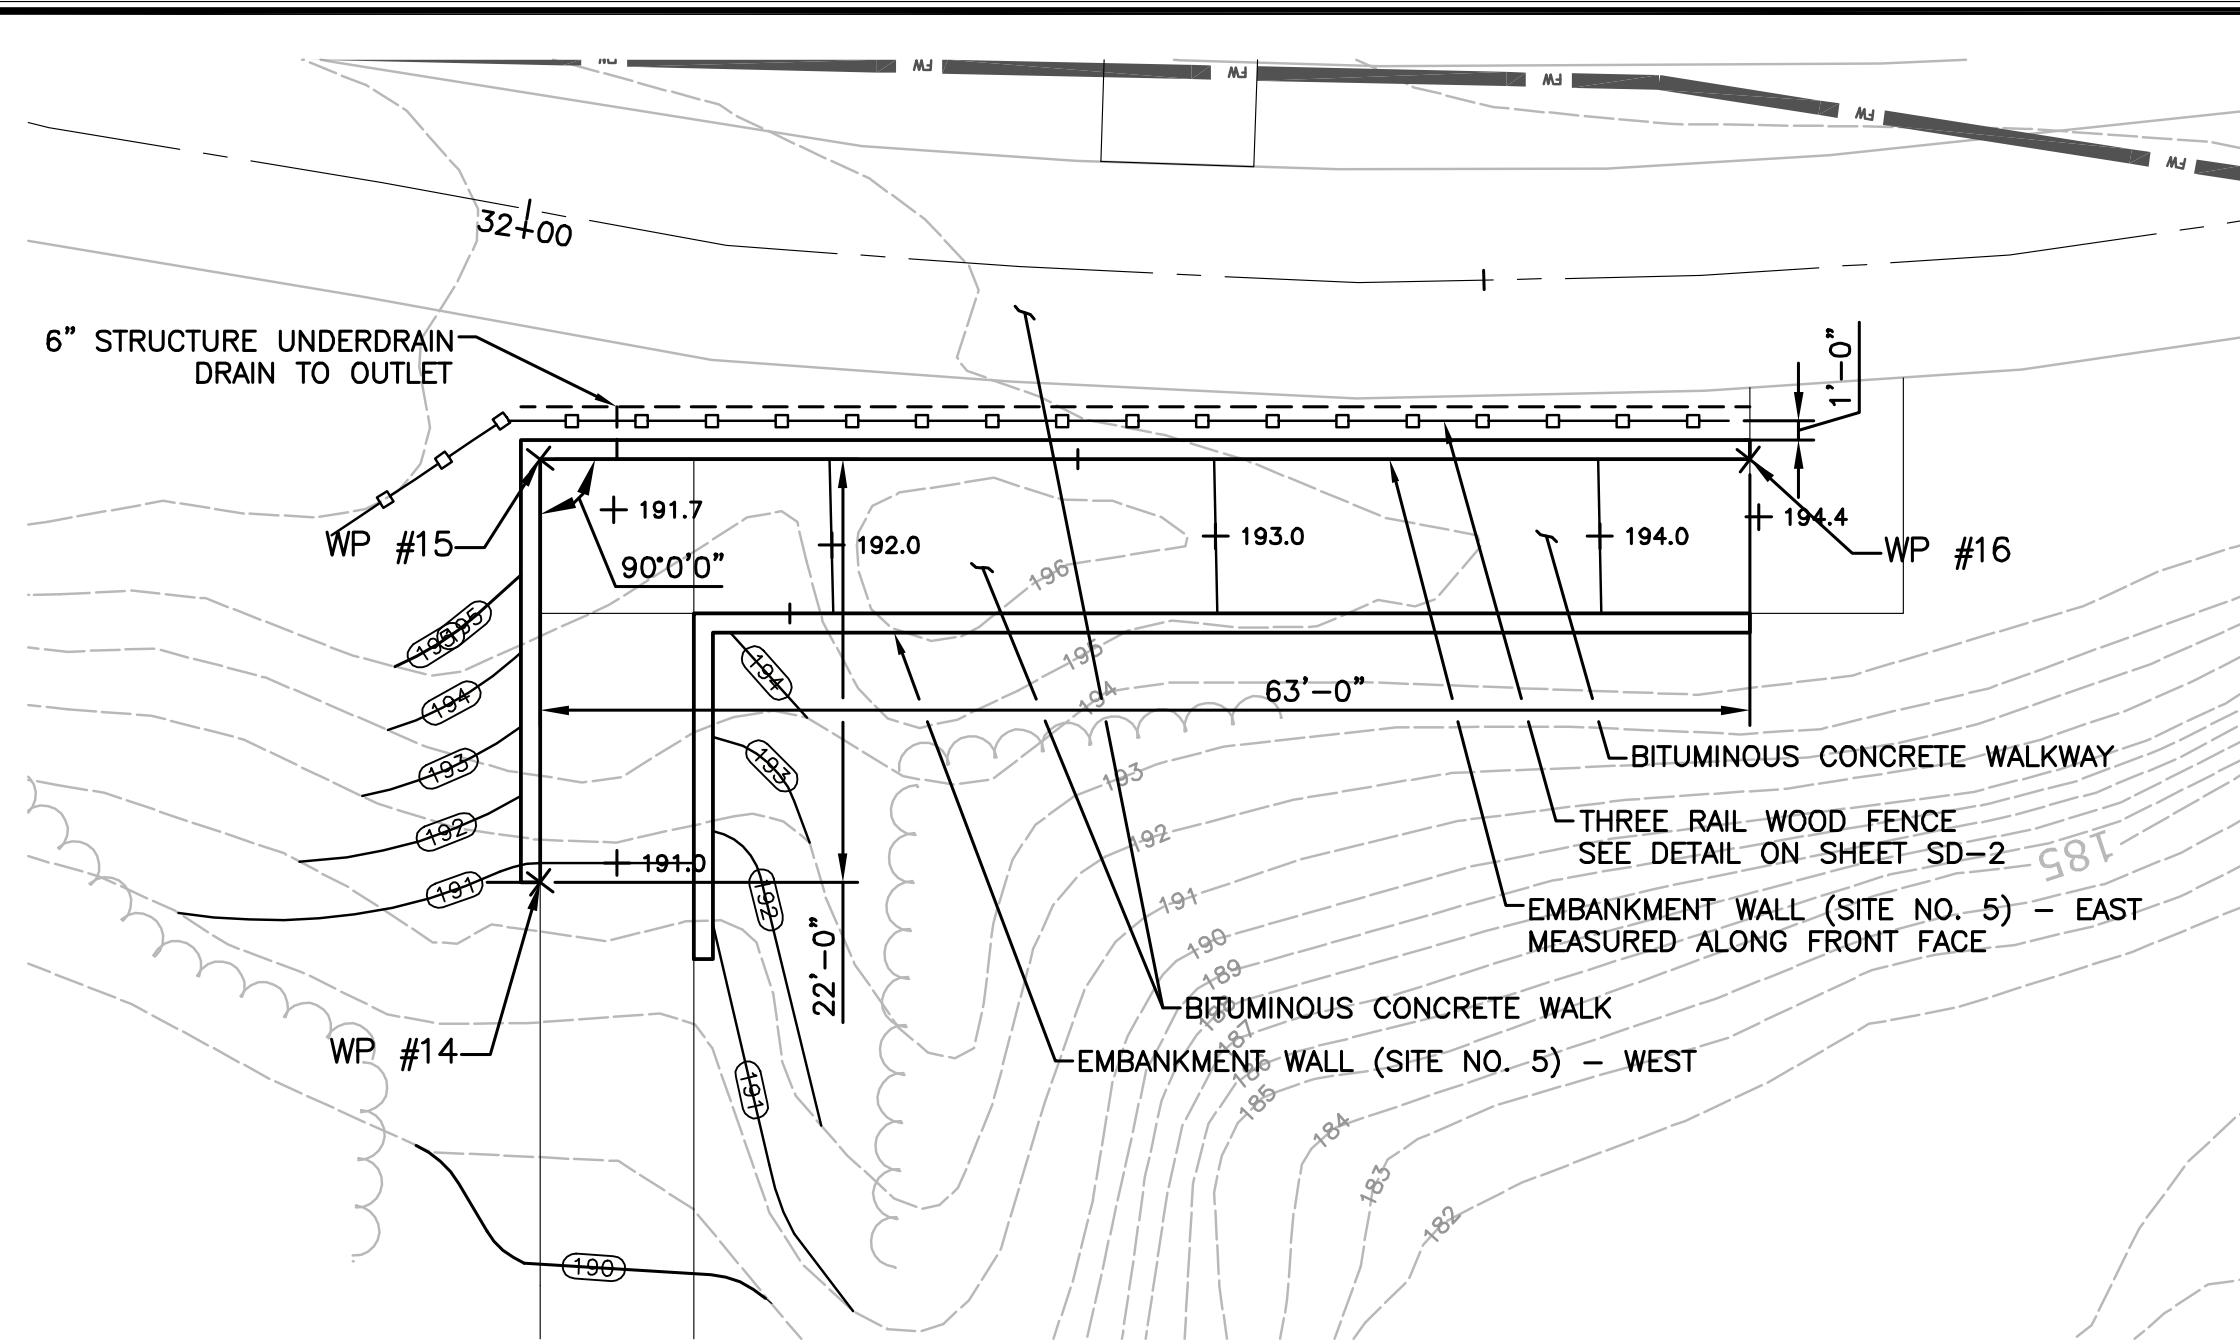 FW FW FW FW FW FW
32+00
6” STRUCTURE UNDERDRAIN
DRAIN TO OUTLET
1’-0”
191.7
194.4
WP #15
192.0
193.0
194.0
WP #16
90°0’0”
196
195
195
194
195
194
194
63’-0”
193
193
193
BITUMINOUS CONCRETE WALKWAY
192
192
THREE RAIL WOOD FENCE
SEE DETAIL ON SHEET SD-2
185
191.0
191
192
191
EMBANKMENT WALL (SITE NO. 5) – EAST
MEASURED ALONG FRONT FACE
22’-0”
190
189
188
BITUMINOUS CONCRETE WALK
187
WP #14
EMBANKMENT WALL (SITE NO. 5) – WEST
186
191
185
184
183
182
190